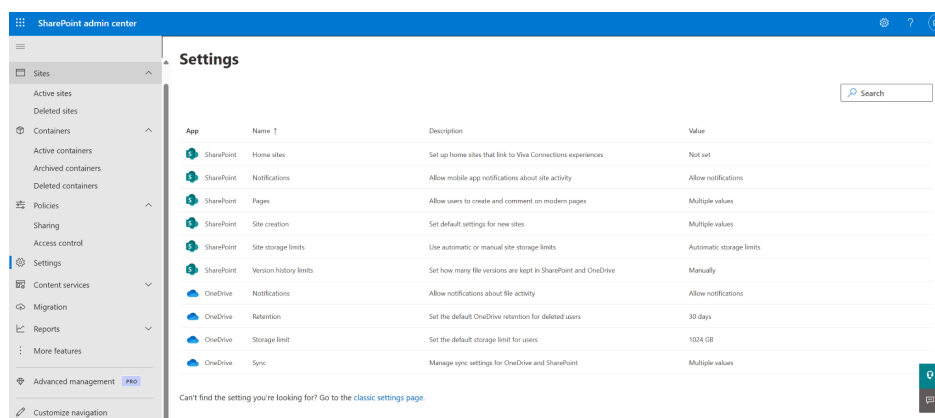 SharePoint admin center
?
Sites
Active sites
Deleted sites
Containers
Active containers
Archived containers
Deleted containers
Policies
Sharing
Access control
Settings
Content services
Migration
Reports
More features
Advanced management PRO
Customize navigation
Settings
Search
App Name ↑ Description Value
S SharePoint Home sites Set up home sites that link to Viva Connections experiences Not set
S SharePoint Notifications Allow mobile app notifications about site activity Allow notifications
S SharePoint Pages Allow users to create and comment on modern pages Multiple values
S SharePoint Site creation Set default settings for new sites Multiple values
S SharePoint Site storage limits Use automatic or manual site storage limits Automatic storage limits
S SharePoint Version history limits Set how many file versions are kept in SharePoint and OneDrive Manually
OneDrive Notifications Allow notifications about file activity Allow notifications
OneDrive Retention Set the default OneDrive retention for deleted users 30 days
OneDrive Storage limit Set the default storage limit for users 1024 GB
OneDrive Sync Manage sync settings for OneDrive and SharePoint Multiple values
Can't find the setting you're looking for? Go to the classic settings page.